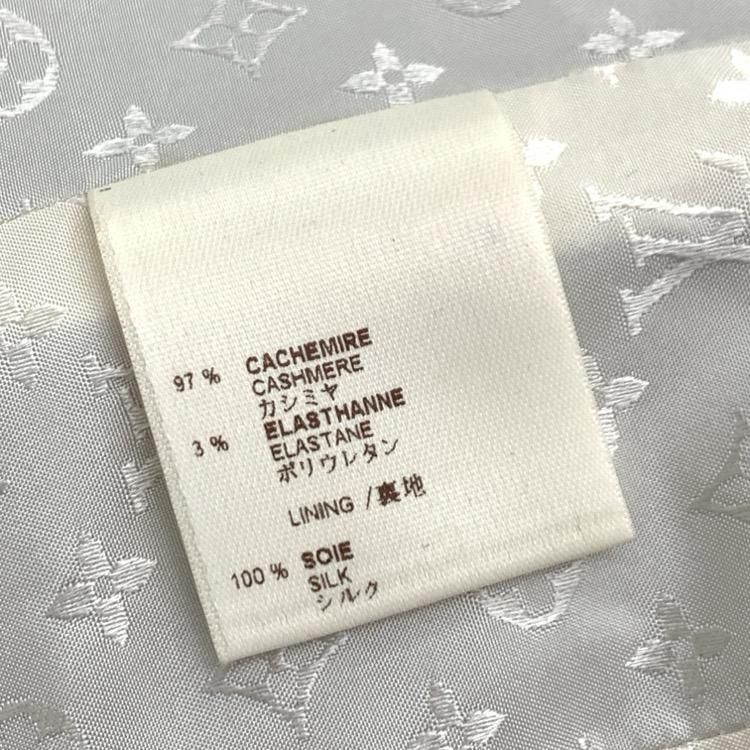 97 % CACHEMIRE
CASHMERE
カシミヤ
3 % ELASTHANNE
ELASTANE
ポリウレタン
LINING / 裏地
100 % SOIE
SILK
シルク